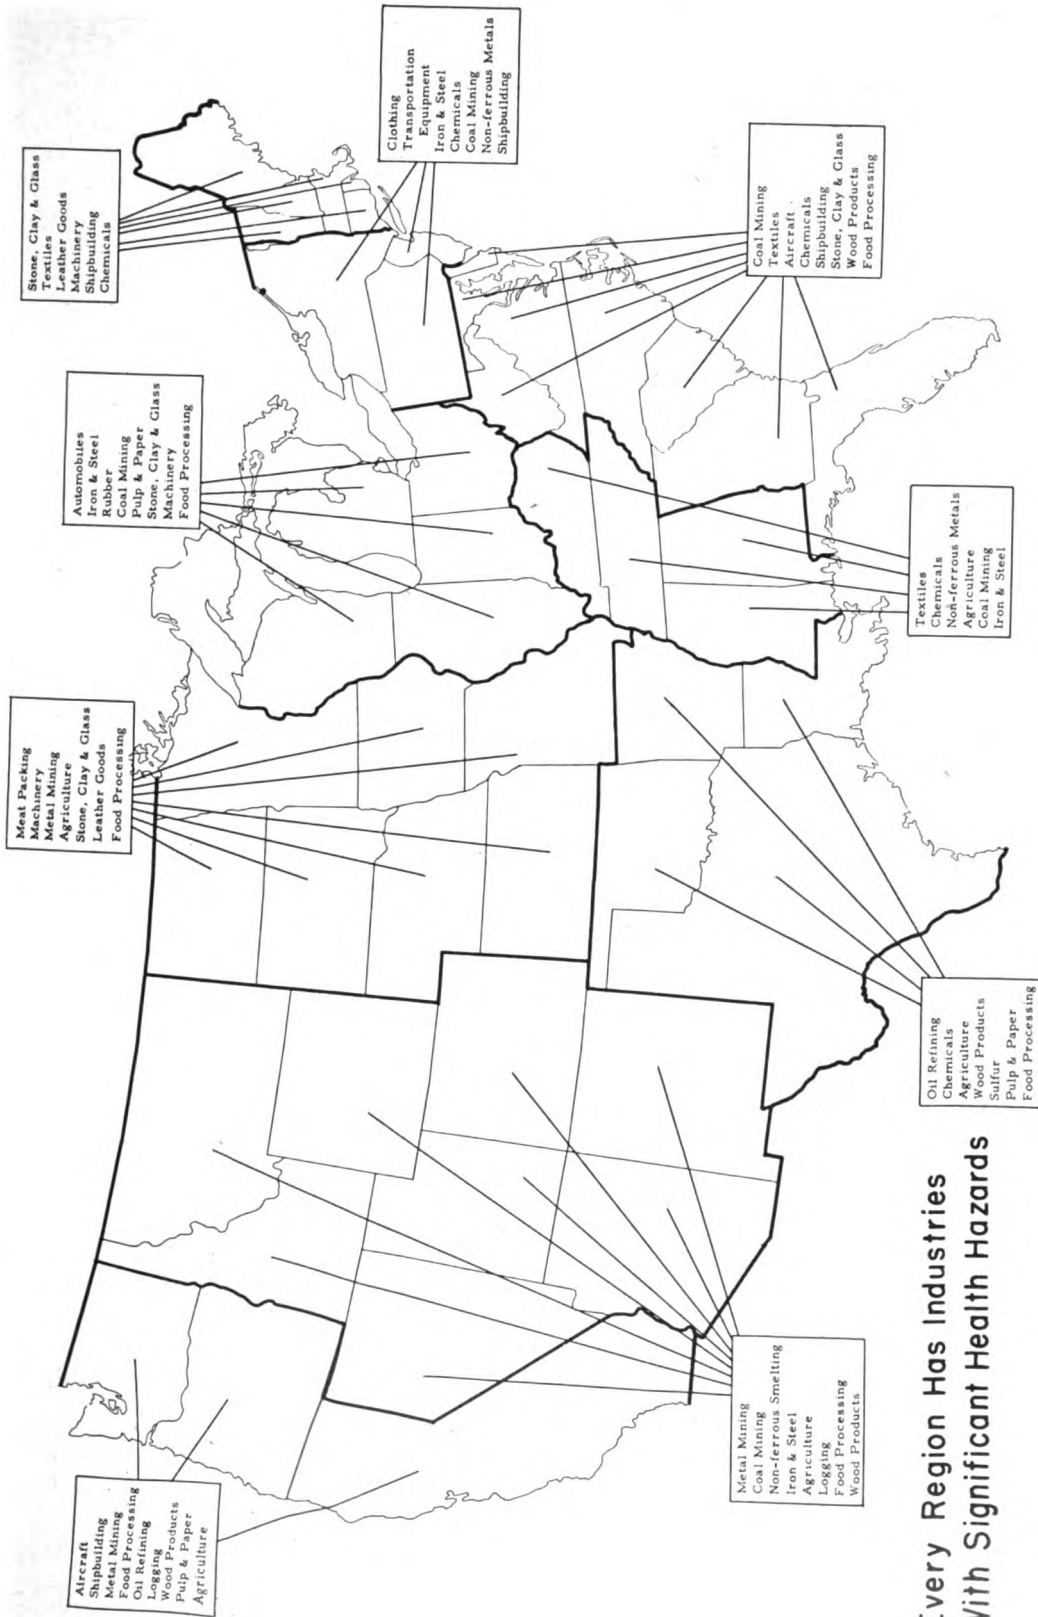 Aircraft
Shipbuilding
Metal Mining
Food Processing
Oil Refining
Logging
Wood Products
Pulp & Paper
Agriculture
Meat Packing
Machinery
Metal Mining
Agriculture
Stone, Clay & Glass
Leather Goods
Food Processing
Automobiles
Iron & Steel
Rubber
Coal Mining
Pulp & Paper
Stone, Clay & Glass
Machinery
Food Processing
Stone, Clay & Glass
Textiles
Leather Goods
Machinery
Shipbuilding
Chemicals
Clothing
Transportation
Equipment
Iron & Steel
Chemicals
Coal Mining
Non-ferrous Metals
Shipbuilding
Metal Mining
Coal Mining
Non-ferrous Smelting
Iron & Steel
Agriculture
Logging
Food Processing
Wood Products
Oil Refining
Chemicals
Agriculture
Wood Products
Sulfur
Pulp & Paper
Food Processing
Textiles
Chemicals
Non-ferrous Metals
Agriculture
Coal Mining
Iron & Steel
Coal Mining
Textiles
Aircraft
Chemicals
Shipbuilding
Stone, Clay & Glass
Wood Products
Food Processing
Every Region Has Industries
With Significant Health Hazards